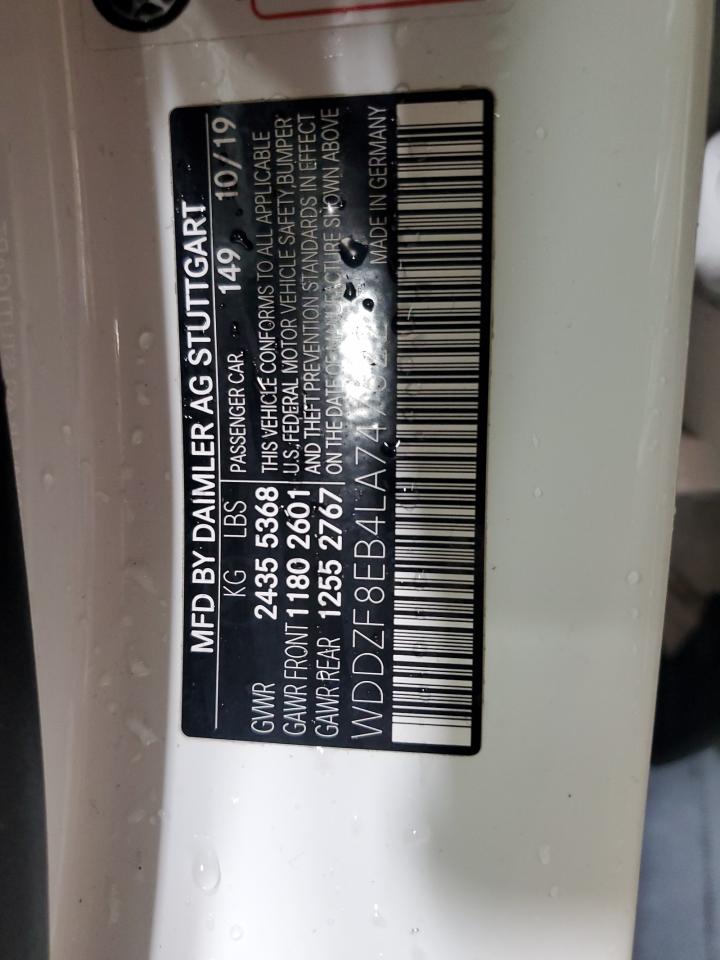 MFD BY DAIMLER AG STUTTGART
KG LBS
PASSENGER CAR 149 10/19
GVWR 2435 5368
GAWR FRONT 1180 2601
GAWR REAR 1255 2767
THIS VEHICLE CONFORMS TO ALL APPLICABLE
U.S. FEDERAL MOTOR VEHICLE SAFETY, BUMPER
AND THEFT PREVENTION STANDARDS IN EFFECT
ON THE DATE OF MANUFACTURE SHOWN ABOVE
MADE IN GERMANY